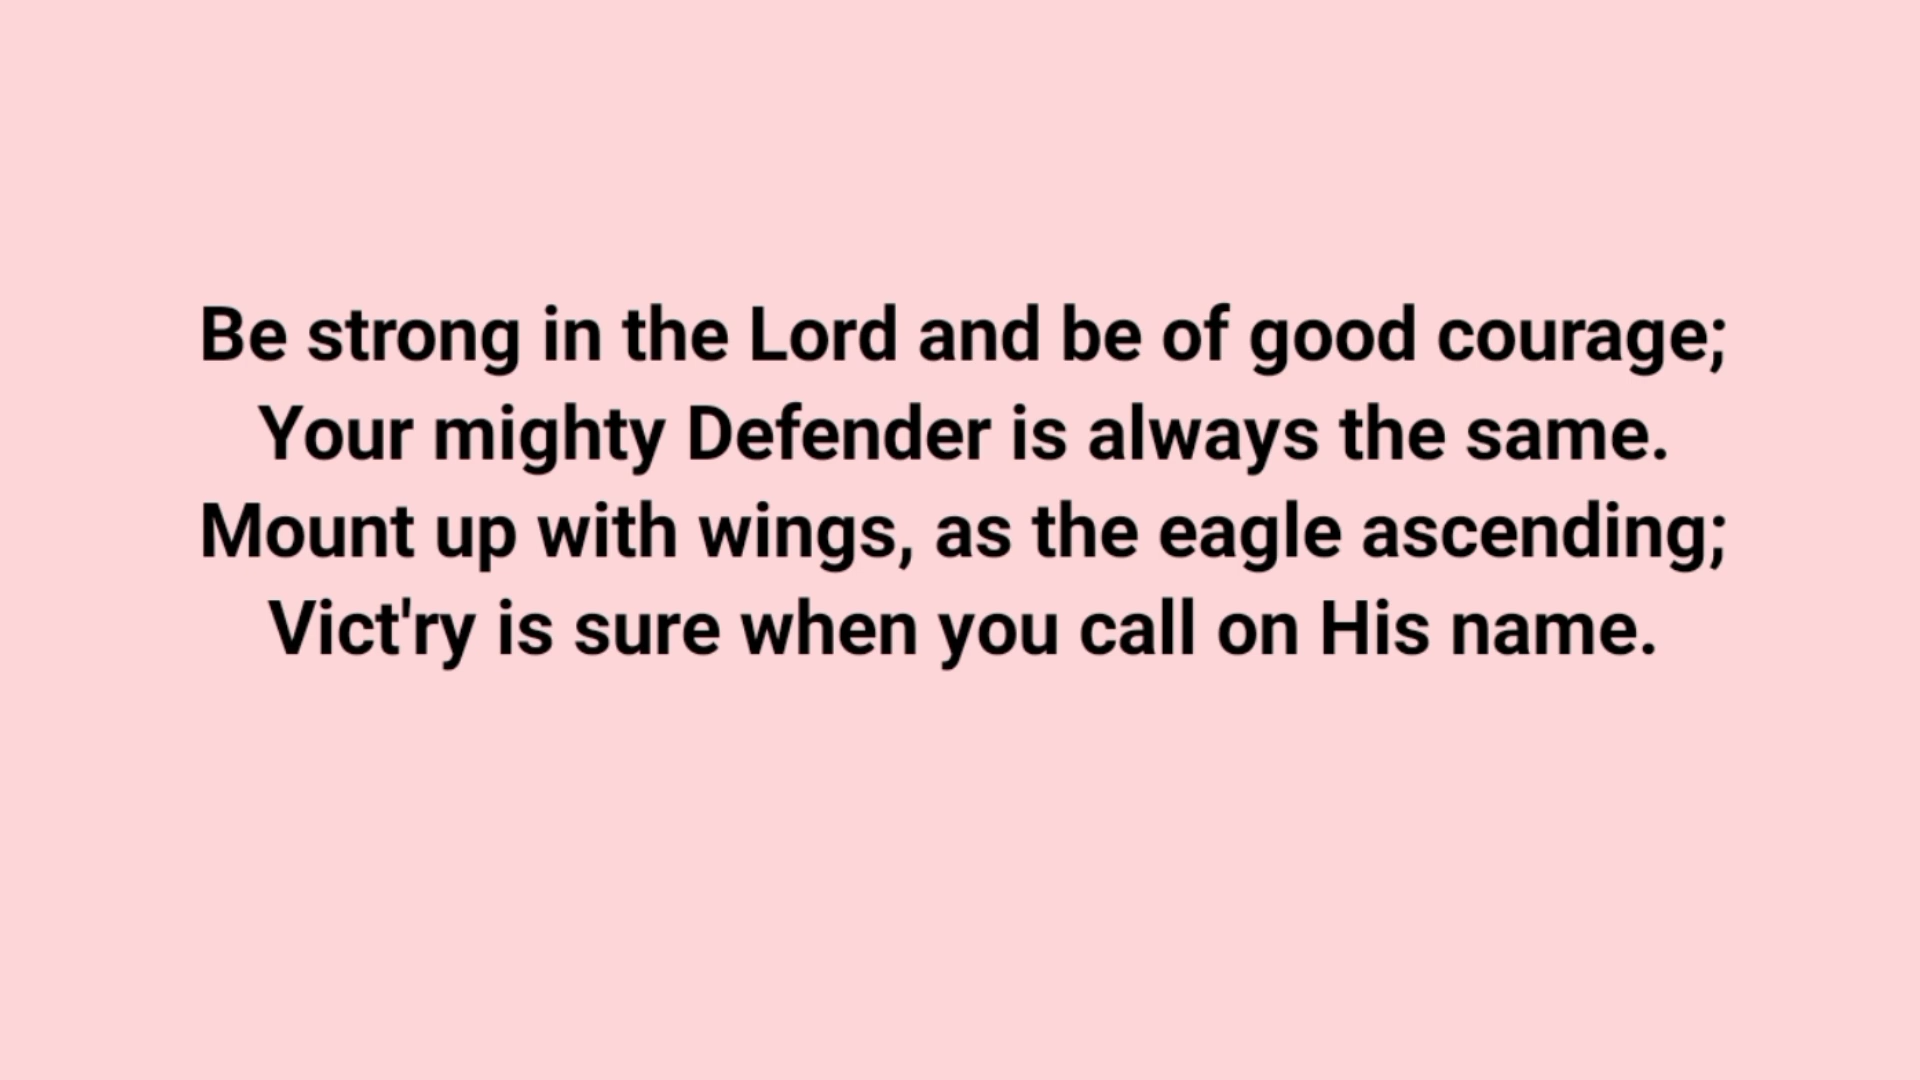 Be strong in the Lord and be of good courage;
Your mighty Defender is always the same.
Mount up with wings, as the eagle ascending;
Vict'ry is sure when you call on His name.